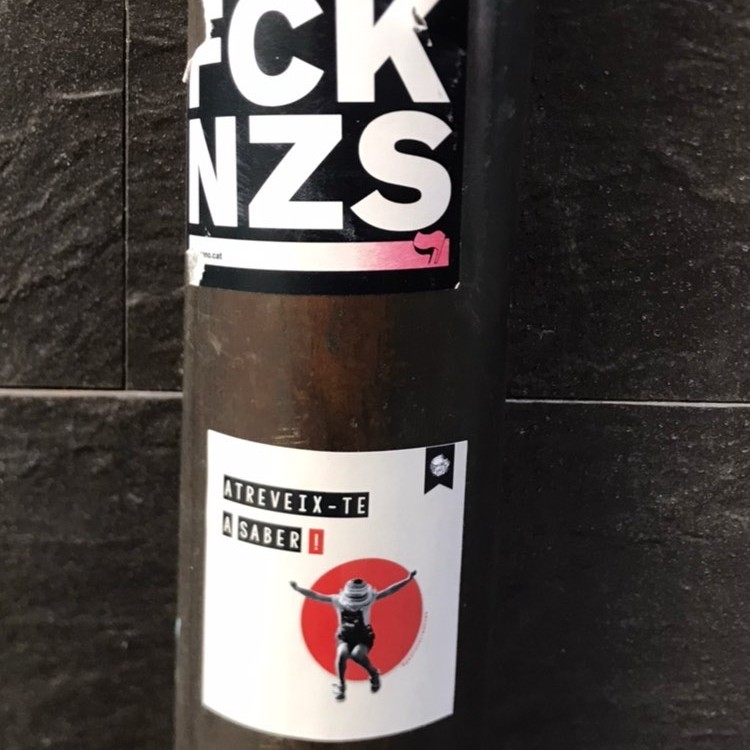 FCK
NZS
ATREVEIX-TE
A SABER!